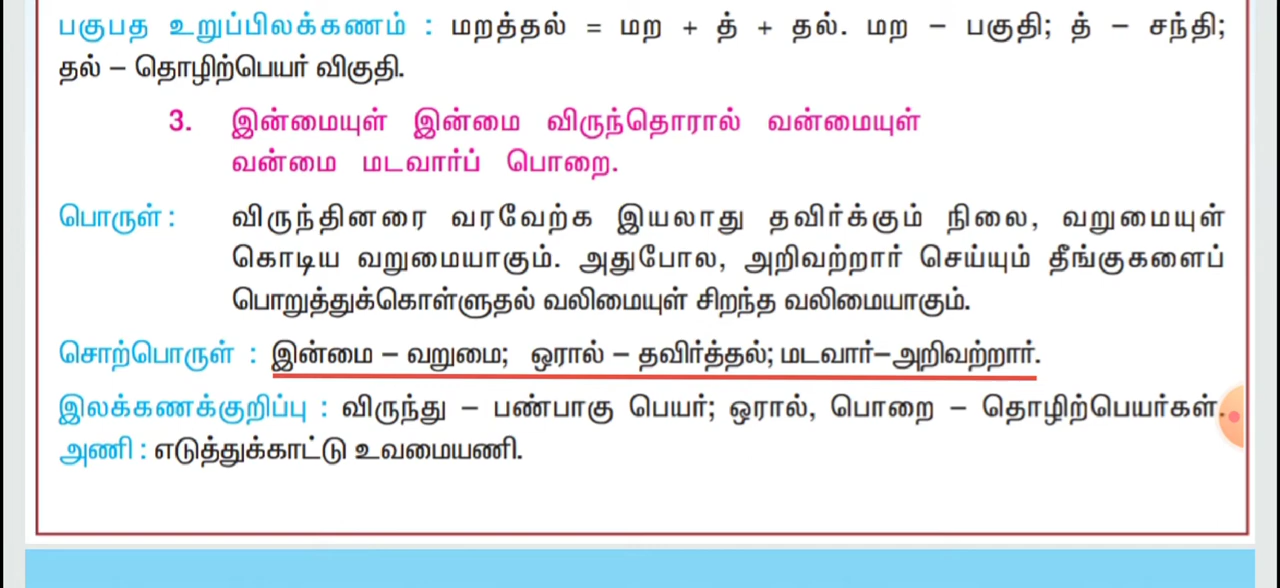 பகுபத உறுப்பிலக்கணம் : மறத்தல் = மற + த் + தல். மற – பகுதி; த் – சந்தி;
தல் – தொழிற்பெயர் விகுதி.
3. இன்மையுள் இன்மை விருந்தொரால் வன்மையுள்
வன்மை மடவார்ப் பொறை.
பொருள் : விருந்தினரை வரவேற்க இயலாது தவிர்க்கும் நிலை, வறுமையுள்
கொடிய வறுமையாகும். அதுபோல, அறிவற்றார் செய்யும் தீங்குகளைப்
பொறுத்துக்கொள்ளுதல் வலிமையுள் சிறந்த வலிமையாகும்.
சொற்பொருள் : இன்மை – வறுமை; ஒரால் – தவிர்த்தல்; மடவார்–அறிவற்றார்.
இலக்கணக்குறிப்பு : விருந்து – பண்பாகு பெயர்; ஒரால், பொறை – தொழிற்பெயர்கள்.
அணி : எடுத்துக்காட்டு உவமையணி.